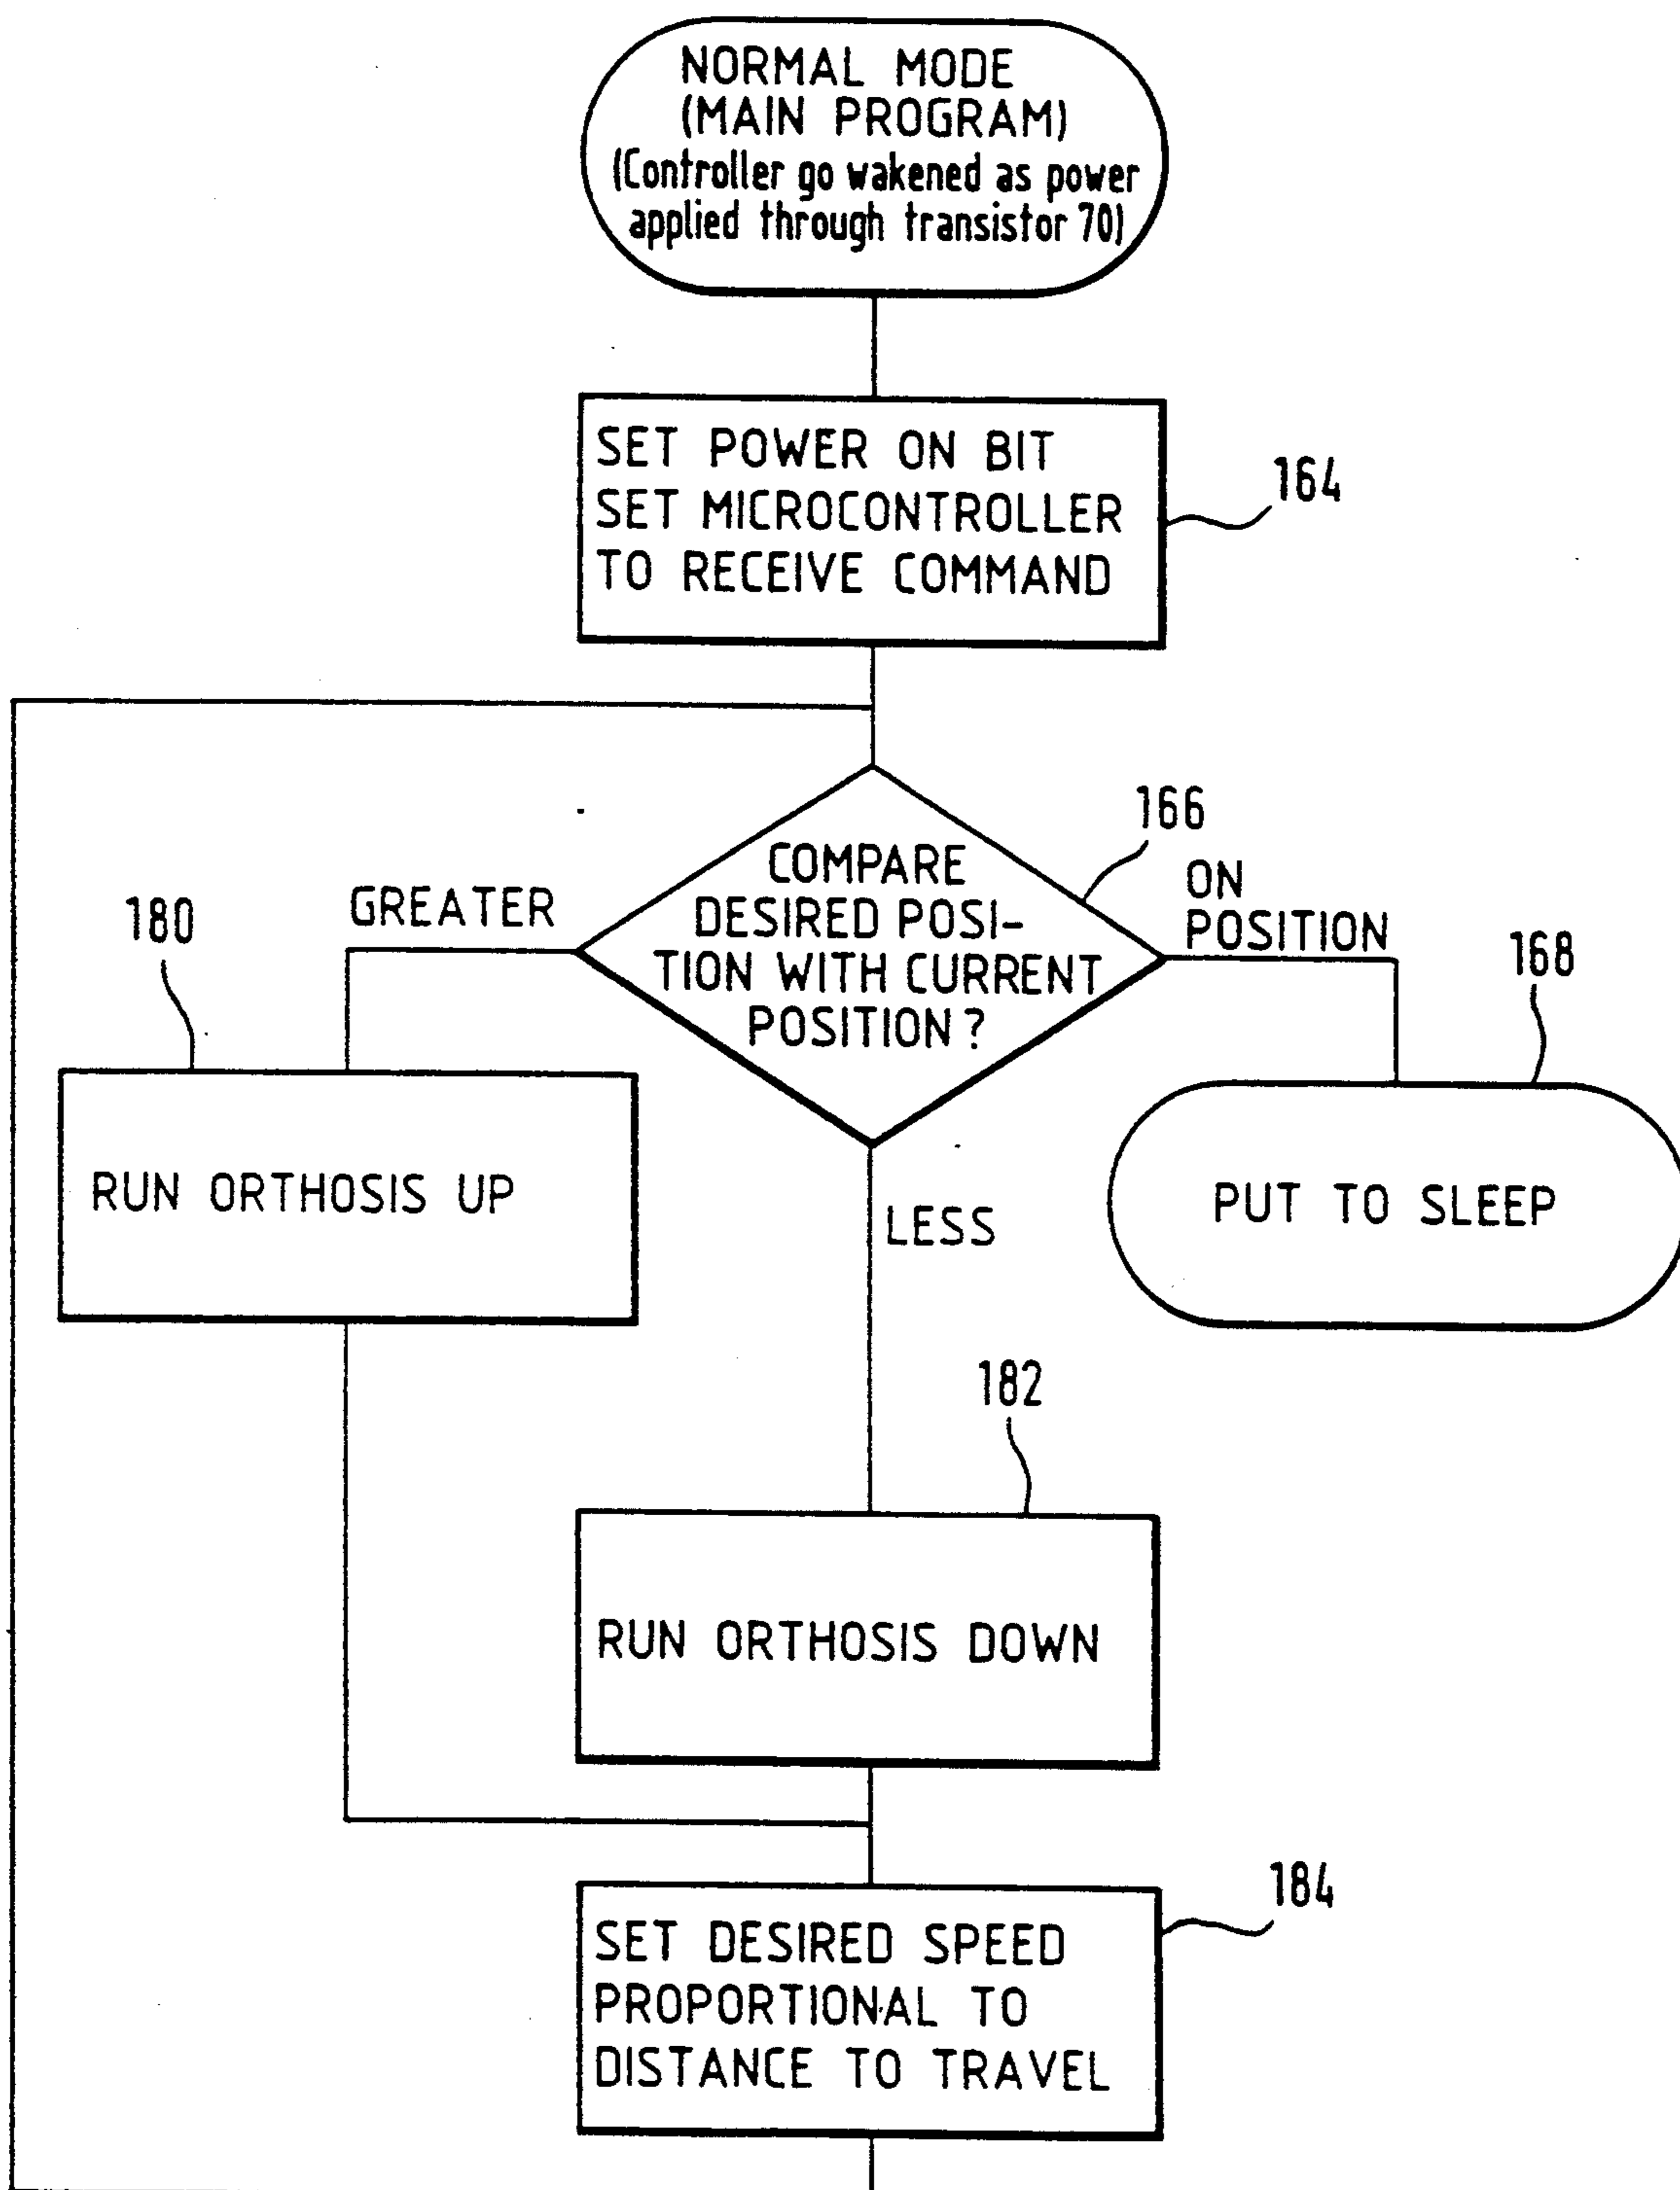 NORMAL MODE
(MAIN PROGRAM)
(Controller go wakened as power
applied through transistor 70)
SET POWER ON BIT
SET MICROCONTROLLER
TO RECEIVE COMMAND
164
166
COMPARE
DESIRED POSI-
TION WITH CURRENT
POSITION?
GREATER
ON
POSITION
180
168
RUN ORTHOSIS UP
PUT TO SLEEP
LESS
182
RUN ORTHOSIS DOWN
184
SET DESIRED SPEED
PROPORTIONAL TO
DISTANCE TO TRAVEL